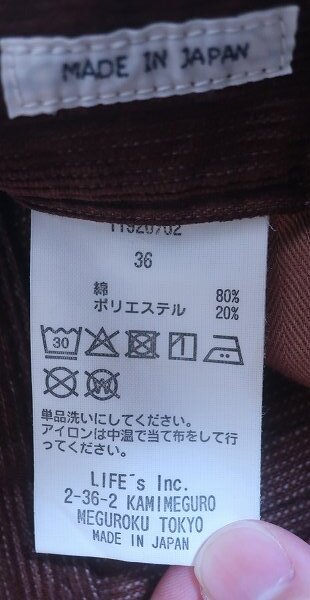 MADE IN JAPAN
11920702
36
綿 80%
ポリエステル 20%
30
W
単品洗いにしてください。
アイロンは中温で当て布をして行
ってください。
LIFE´s Inc.
2-36-2 KAMIMEGURO
MEGUROKU TOKYO
MADE IN JAPAN